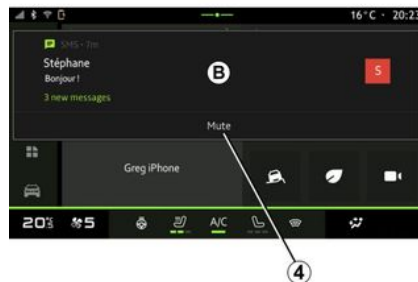 16°C · 20:23
SMS · 7m
Stéphane
Bonjour !
3 new messages
B
S
Mute
Greg iPhone
20°5 5 A/C
4